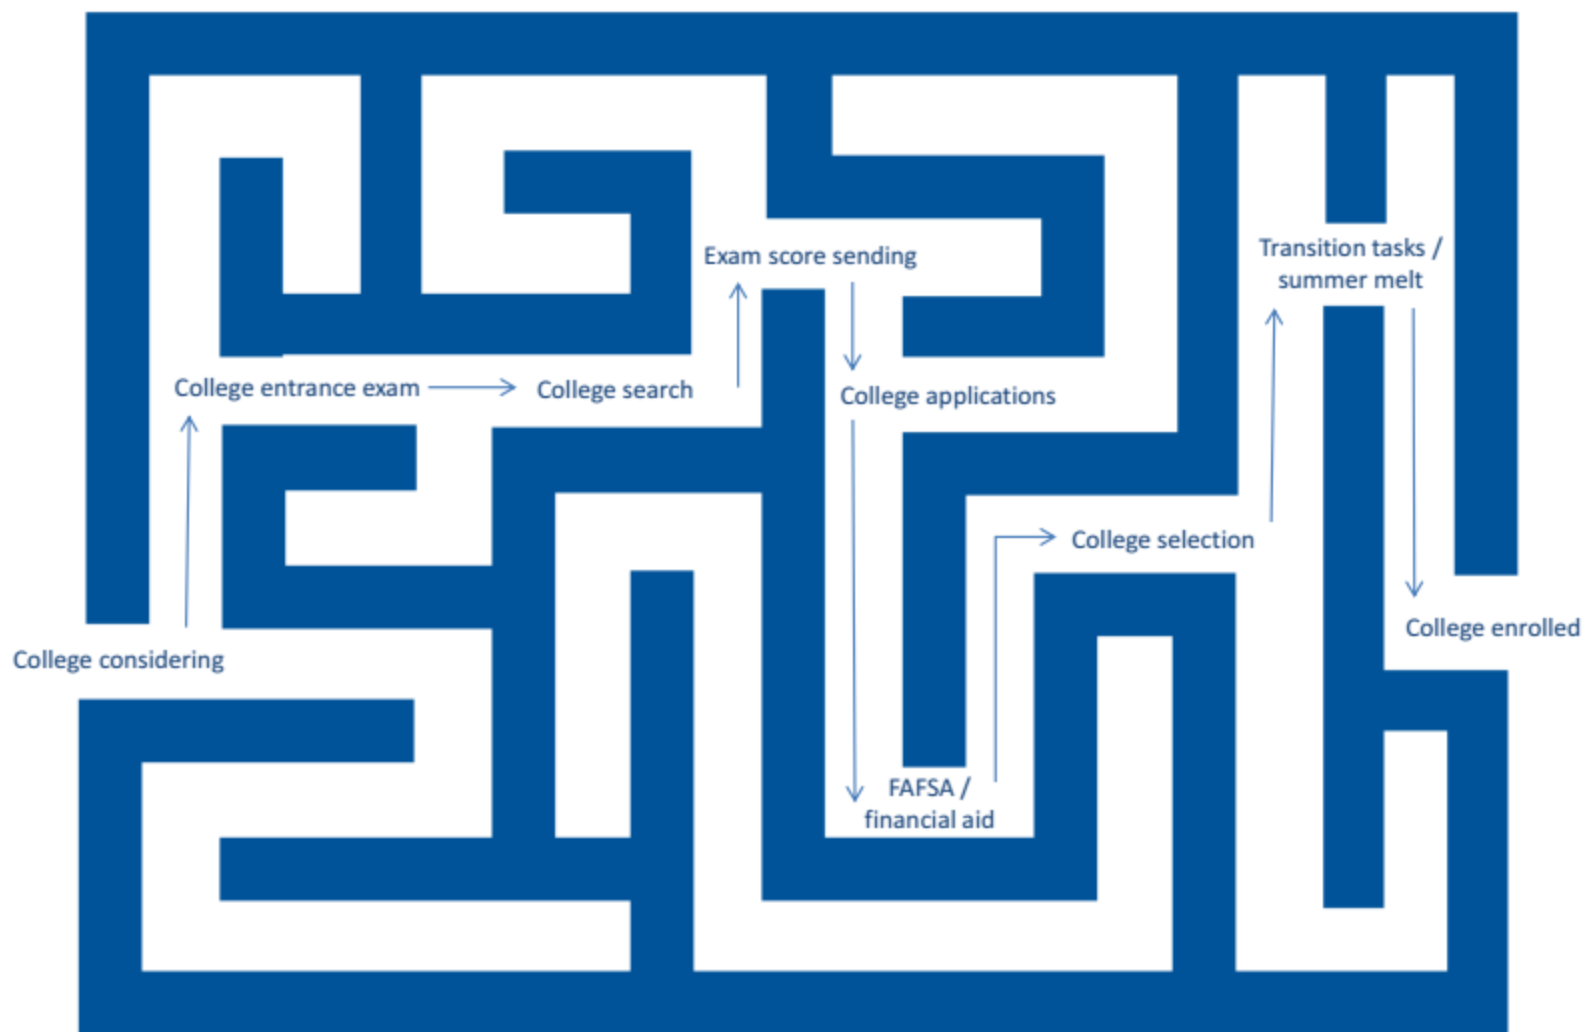 College considering
College entrance exam
College search
Exam score sending
College applications
FAFSA /
financial aid
College selection
Transition tasks /
summer melt
College enrolled